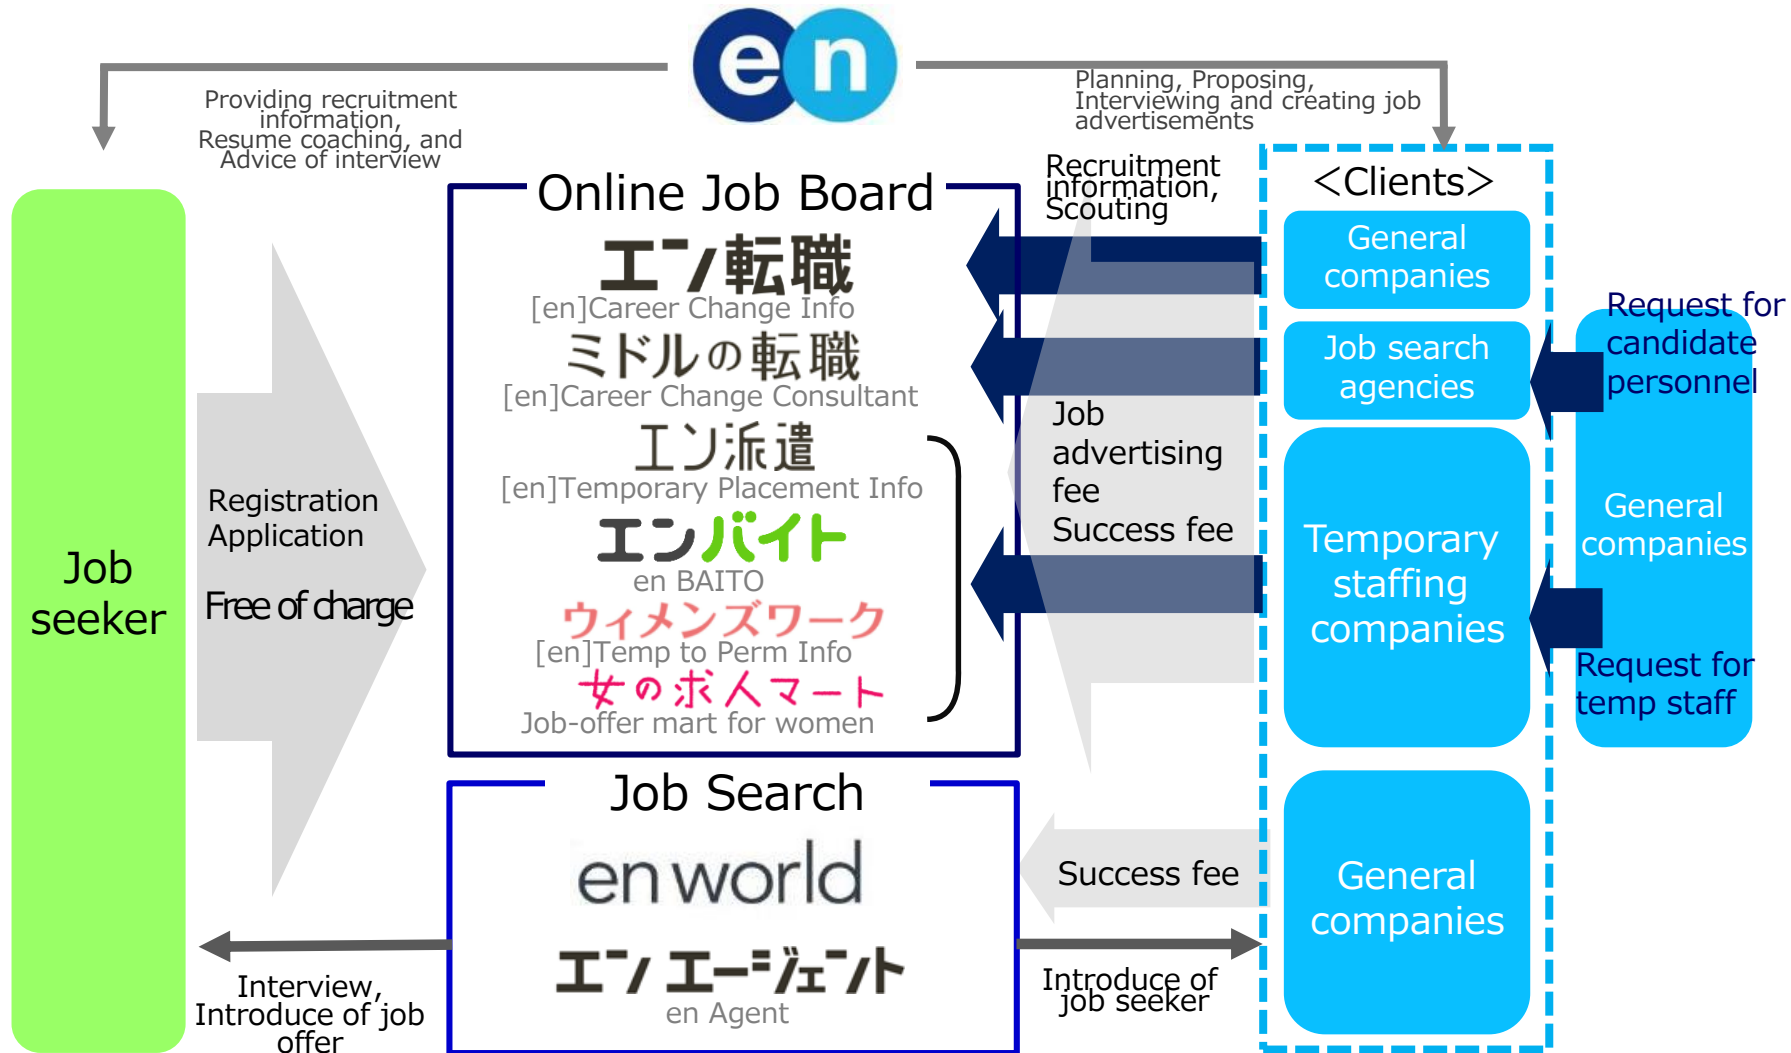 en
Providing recruitment
information,
Resume coaching, and
Advice of interview
Planning, Proposing,
Interviewing and creating job
advertisements
Job
seeker
Registration
Application
Free of charge
Online Job Board
エン転職
[en]Career Change Info
ミドルの転職
[en]Career Change Consultant
エン派遣
[en]Temporary Placement Info
エンバイト
en BAITO
ウィメンズワーク
[en]Temp to Perm Info
女の求人マート
Job-offer mart for women
Recruitment
information,
Scouting
Job
advertising
fee
Success fee
<Clients>
General
companies
Job search
agencies
Temporary
staffing
companies
Request for
candidate
personnel
General
companies
Request for
temp staff
Job Search
en world
エン エージェント
en Agent
Success fee
General
companies
Interview,
Introduce of job
offer
Introduce of
job seeker